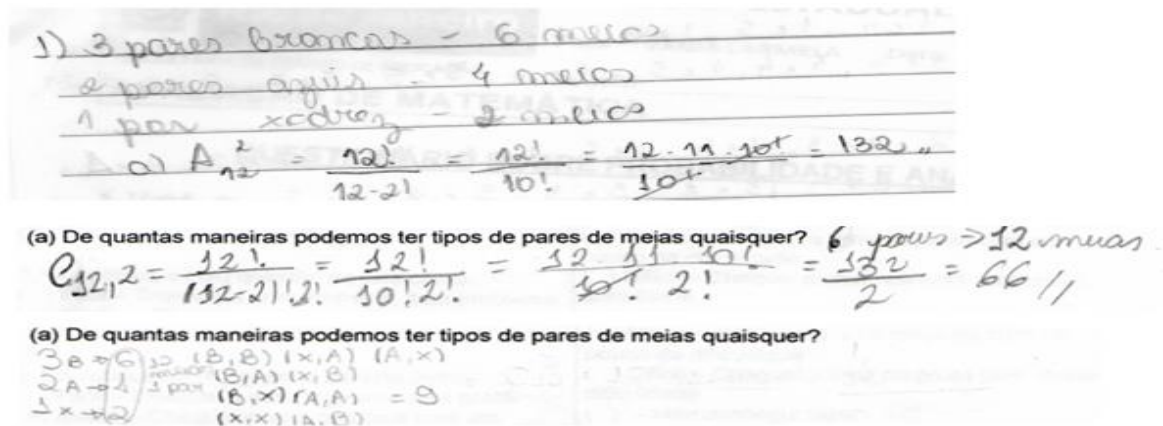 1) 3 pares brancas - 6 meias
2 pares azuis - 4 meias
1 par xadrez - 2 meias
a) A₁₂² = 12! / 12-2! = 12! / 10! = 12·11·10! / 10! = 132 //
(a) De quantas maneiras podemos ter tipos de pares de meias quaisquer? 6 pares => 12 meias
C12,2 = 12! / (12-2)!2! = 12! / 10!2! = 12 11 10! / 10! 2! = 132 / 2 = 66 //
(a) De quantas maneiras podemos ter tipos de pares de meias quaisquer?
3B → 6 12 (B,B) (x,A) (A,x)
2A → 4 meias 1 par (B,A) (x,B)
1x → 2 (B,x) (A,A) = 9
(x,x) (A,B)